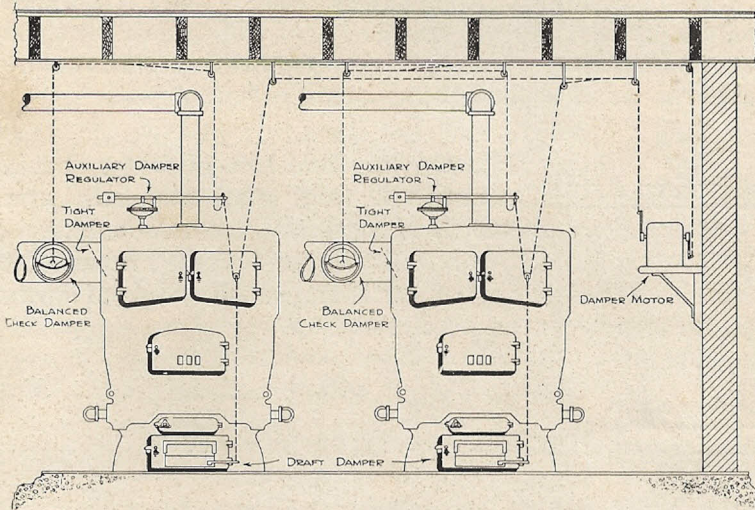 AUXILIARY DAMPER
REGULATOR
TIGHT
DAMPER
BALANCED
CHECK DAMPER
AUXILIARY DAMPER
REGULATOR
TIGHT
DAMPER
BALANCED
CHECK DAMPER
DAMPER MOTOR
DRAFT DAMPER